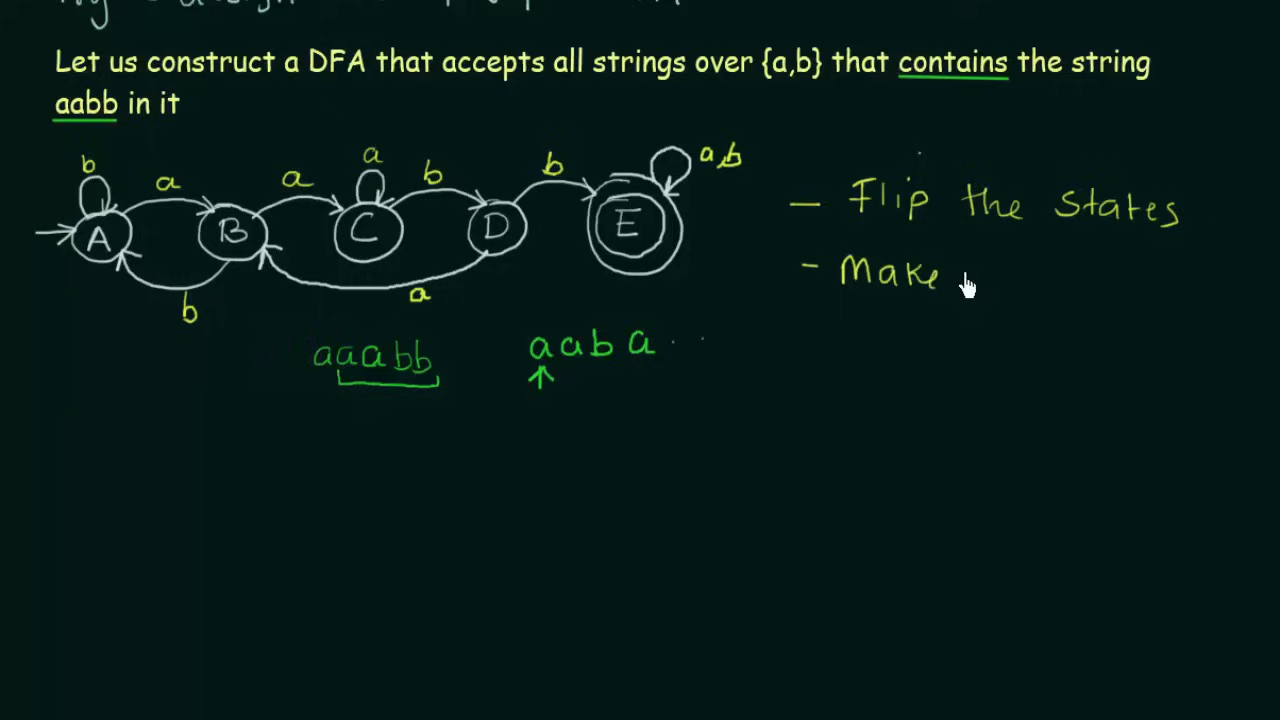 Let us construct a DFA that accepts all strings over {a,b} that contains the string
aabb in it
b a a a b b a,b
A B C D E
b a
– Flip the States
- Make
aaabb aaba . .